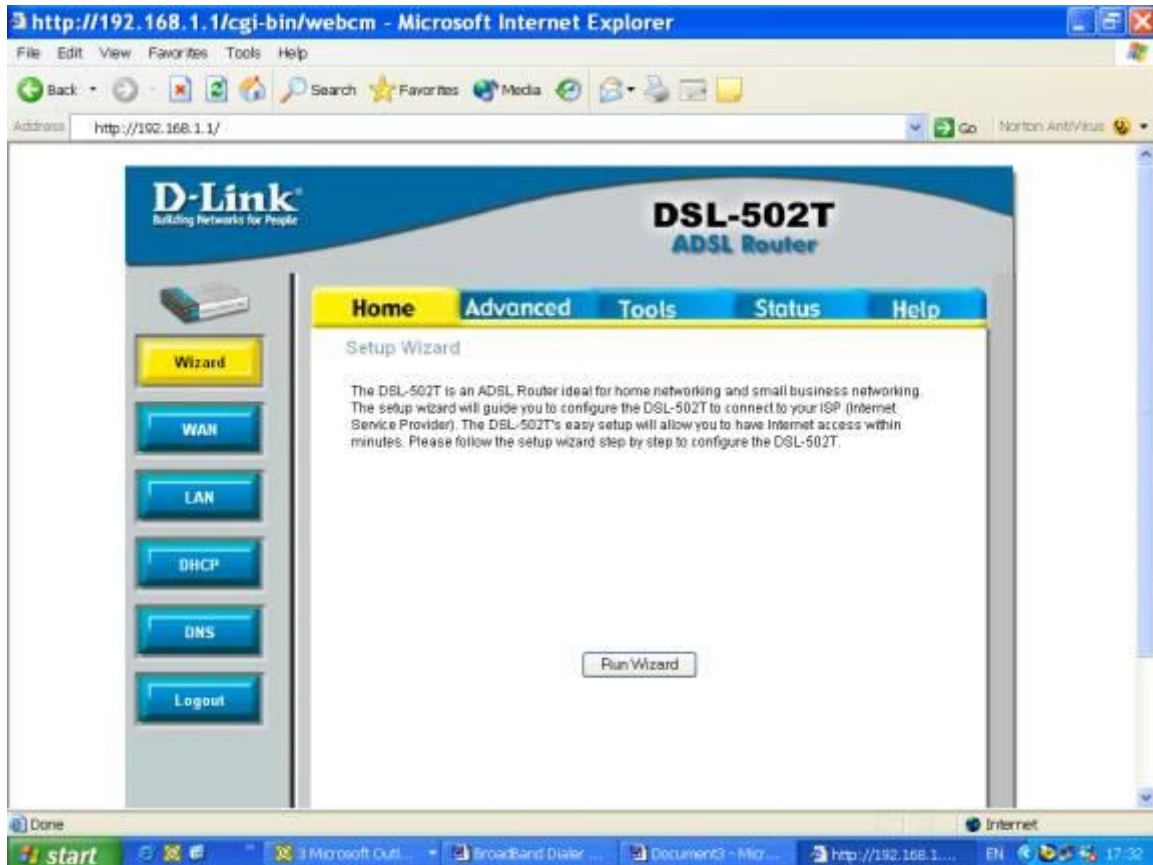 http://192.168.1.1/cgi-bin/webcm - Microsoft Internet Explorer
File Edit View Favorites Tools Help
Back Search Favorites Media
Address http://192.168.1.1/ Go Norton AntiVirus
D-Link
Building Networks for People
DSL-502T
ADSL Router
Home Advanced Tools Status Help
Wizard
WAN
LAN
DHCP
DNS
Logout
Setup Wizard
The DSL-502T is an ADSL Router ideal for home networking and small business networking.
The setup wizard will guide you to configure the DSL-502T to connect to your ISP (Internet
Service Provider). The DSL-502T's easy setup will allow you to have Internet access within
minutes. Please follow the setup wizard step by step to configure the DSL-502T.
Run Wizard
Done Internet
start 3 Microsoft Outl... BroadBand Dialer ... Document3 - Micr... http://192.168.1.... EN 17:32